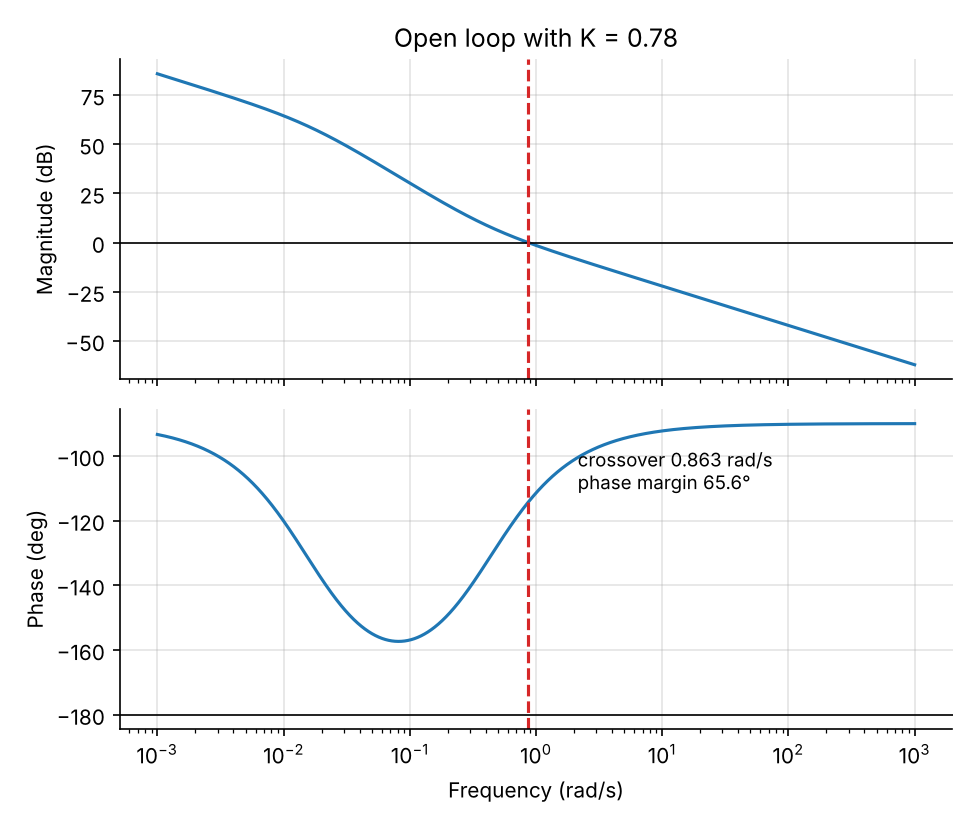 Open loop with K = 0.78
Magnitude (dB)
75
50
25
0
−25
−50
Phase (deg)
−100
−120
−140
−160
−180
crossover 0.863 rad/s
phase margin 65.6°
10⁻³ 10⁻² 10⁻¹ 10⁰ 10¹ 10² 10³
Frequency (rad/s)